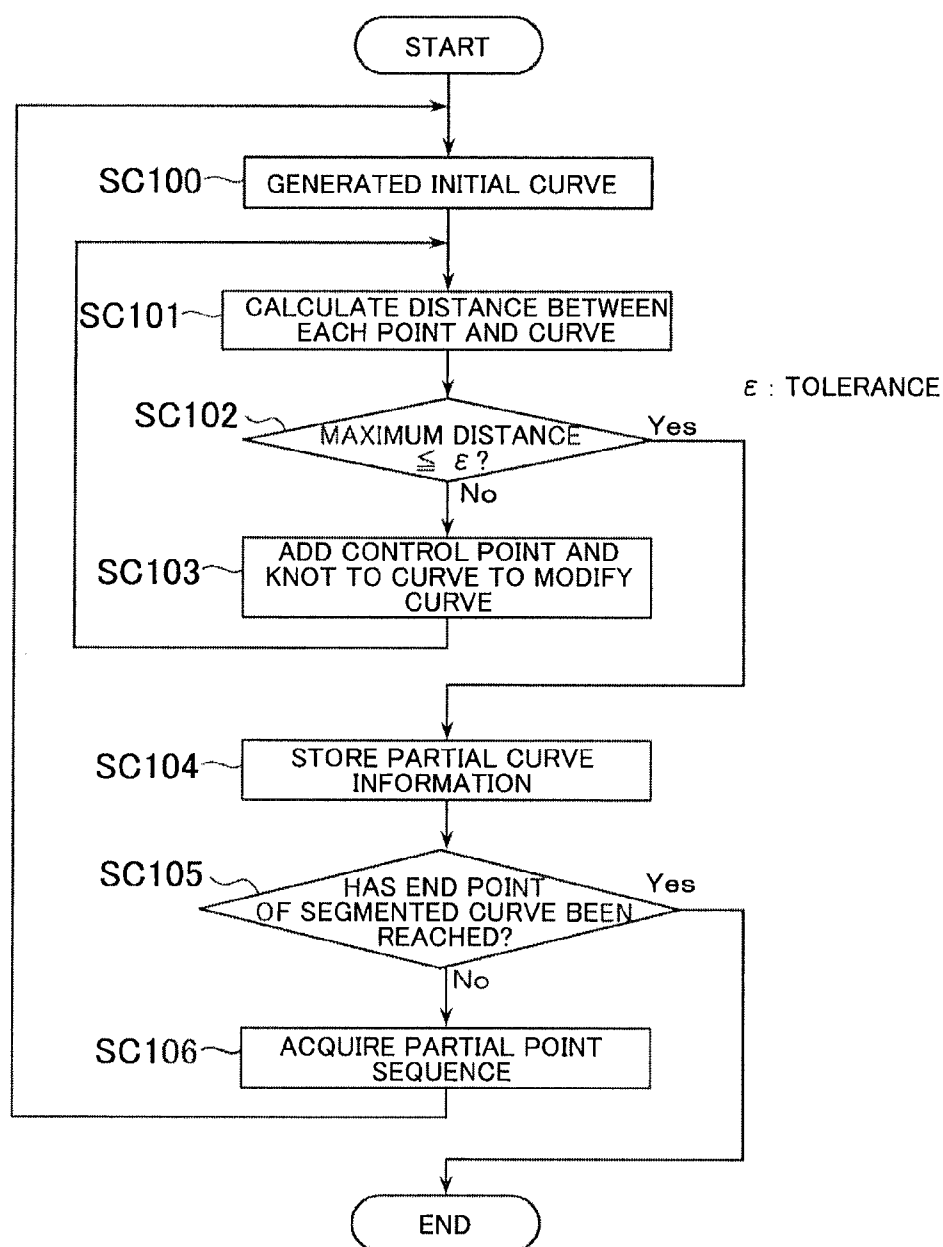 START
SC100
GENERATED INITIAL CURVE
SC101
CALCULATE DISTANCE BETWEEN
EACH POINT AND CURVE
ε : TOLERANCE
SC102
MAXIMUM DISTANCE
≦ ε?
Yes
No
SC103
ADD CONTROL POINT AND
KNOT TO CURVE TO MODIFY
CURVE
SC104
STORE PARTIAL CURVE
INFORMATION
SC105
HAS END POINT
OF SEGMENTED CURVE BEEN
REACHED?
Yes
No
SC106
ACQUIRE PARTIAL POINT
SEQUENCE
END